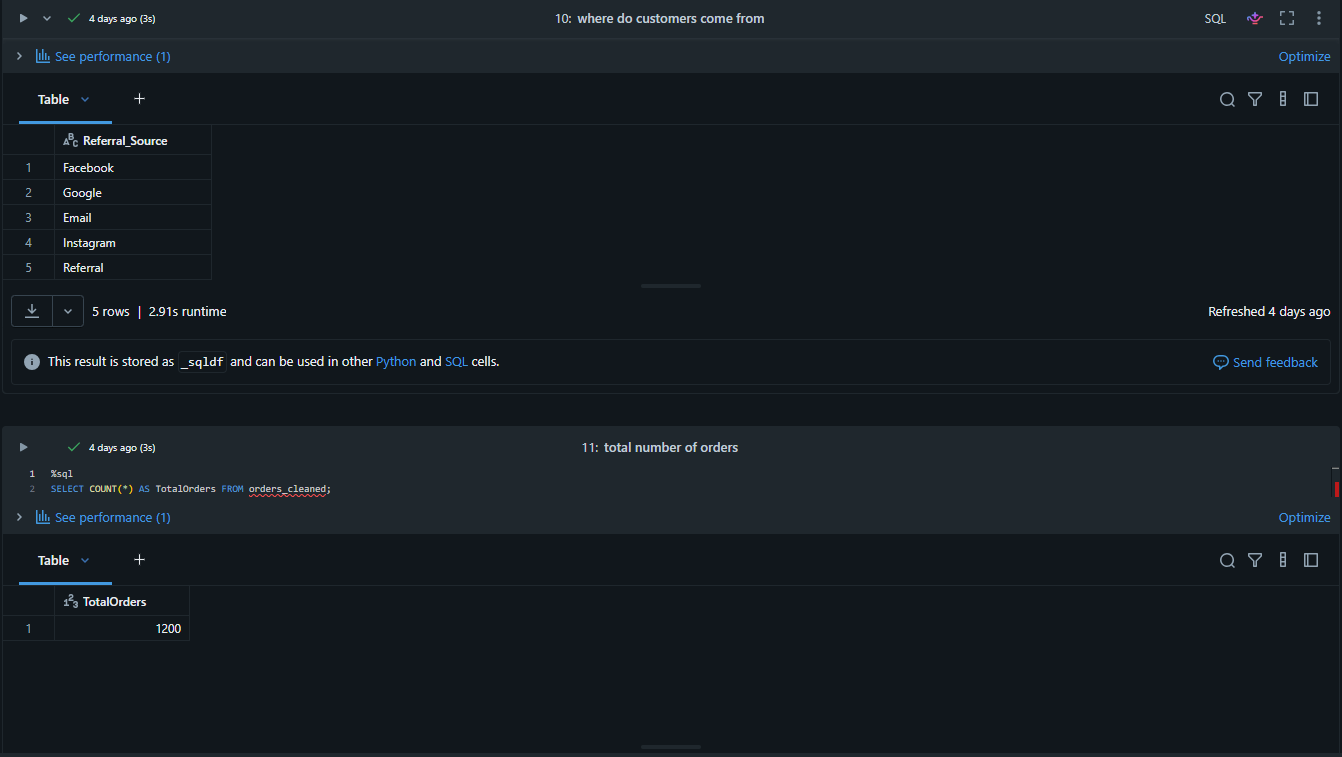 4 days ago (3s) 10: where do customers come from SQL
See performance (1) Optimize
Table +
ABC Referral_Source
1 Facebook
2 Google
3 Email
4 Instagram
5 Referral
5 rows | 2.91s runtime Refreshed 4 days ago
This result is stored as _sqldf and can be used in other Python and SQL cells. Send feedback
4 days ago (3s) 11: total number of orders
1 %sql
2 SELECT COUNT(*) AS TotalOrders FROM orders_cleaned;
See performance (1) Optimize
Table +
123 TotalOrders
1 1200